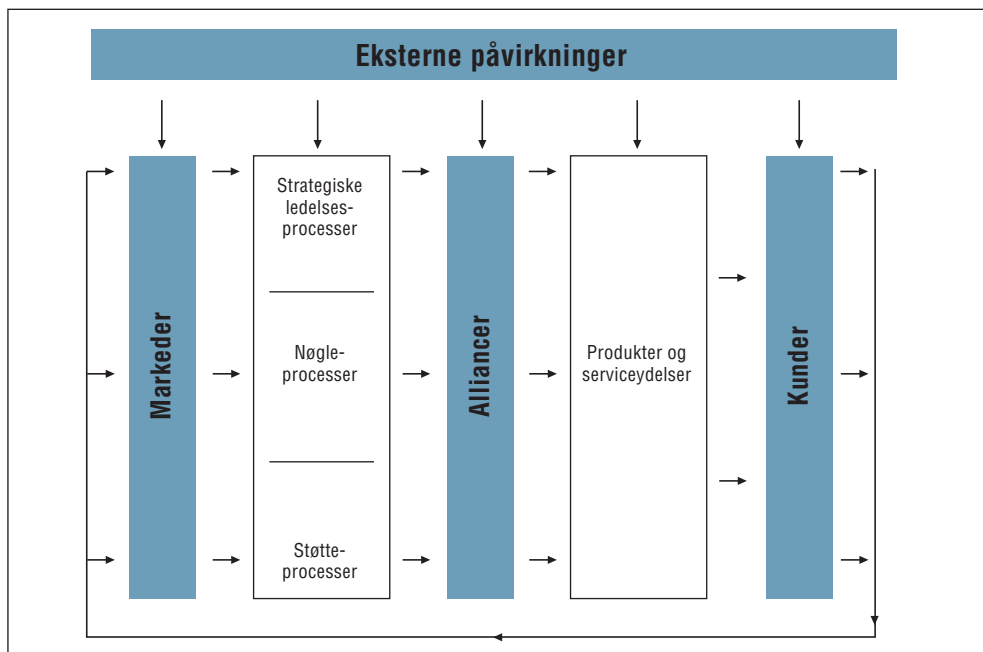 Eksterne påvirkninger
Markeder
Strategiske
ledelses-
processer
Nøgle-
processer
Støtte-
processer
Alliancer
Produkter og
serviceydelser
Kunder